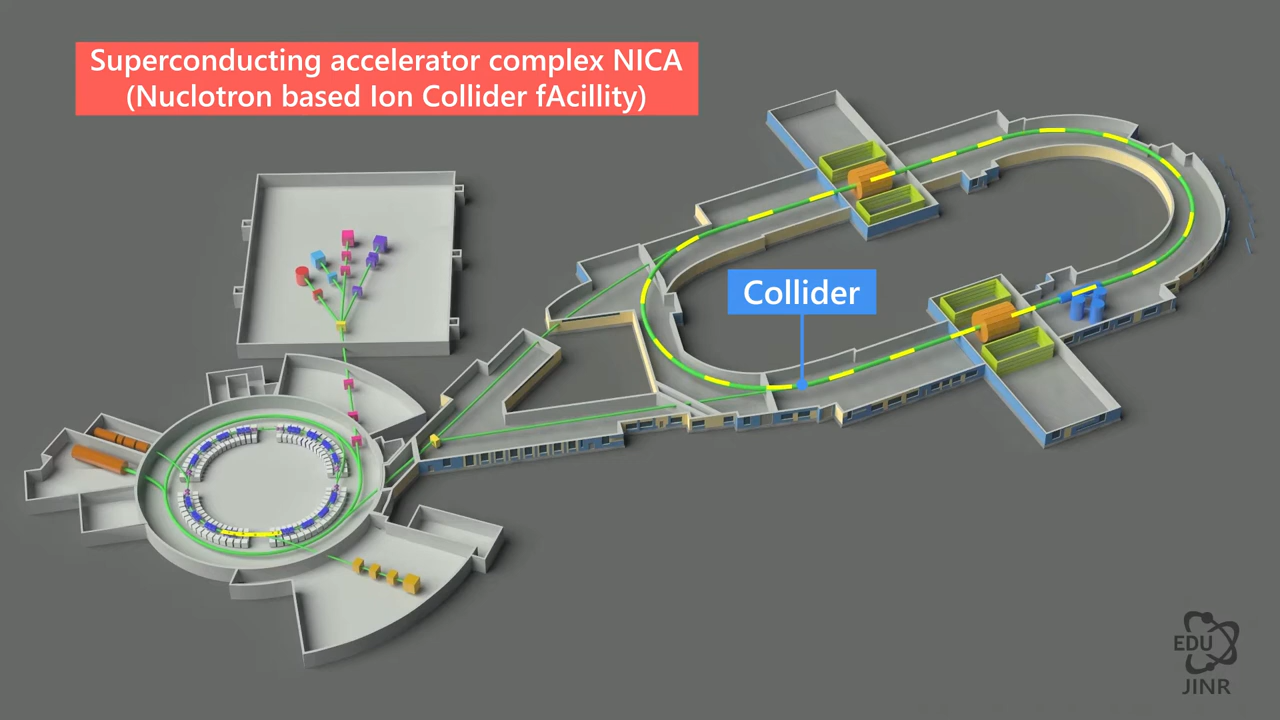 Superconducting accelerator complex NICA
(Nuclotron based Ion Collider fAcillity)
Collider
EDU
JINR